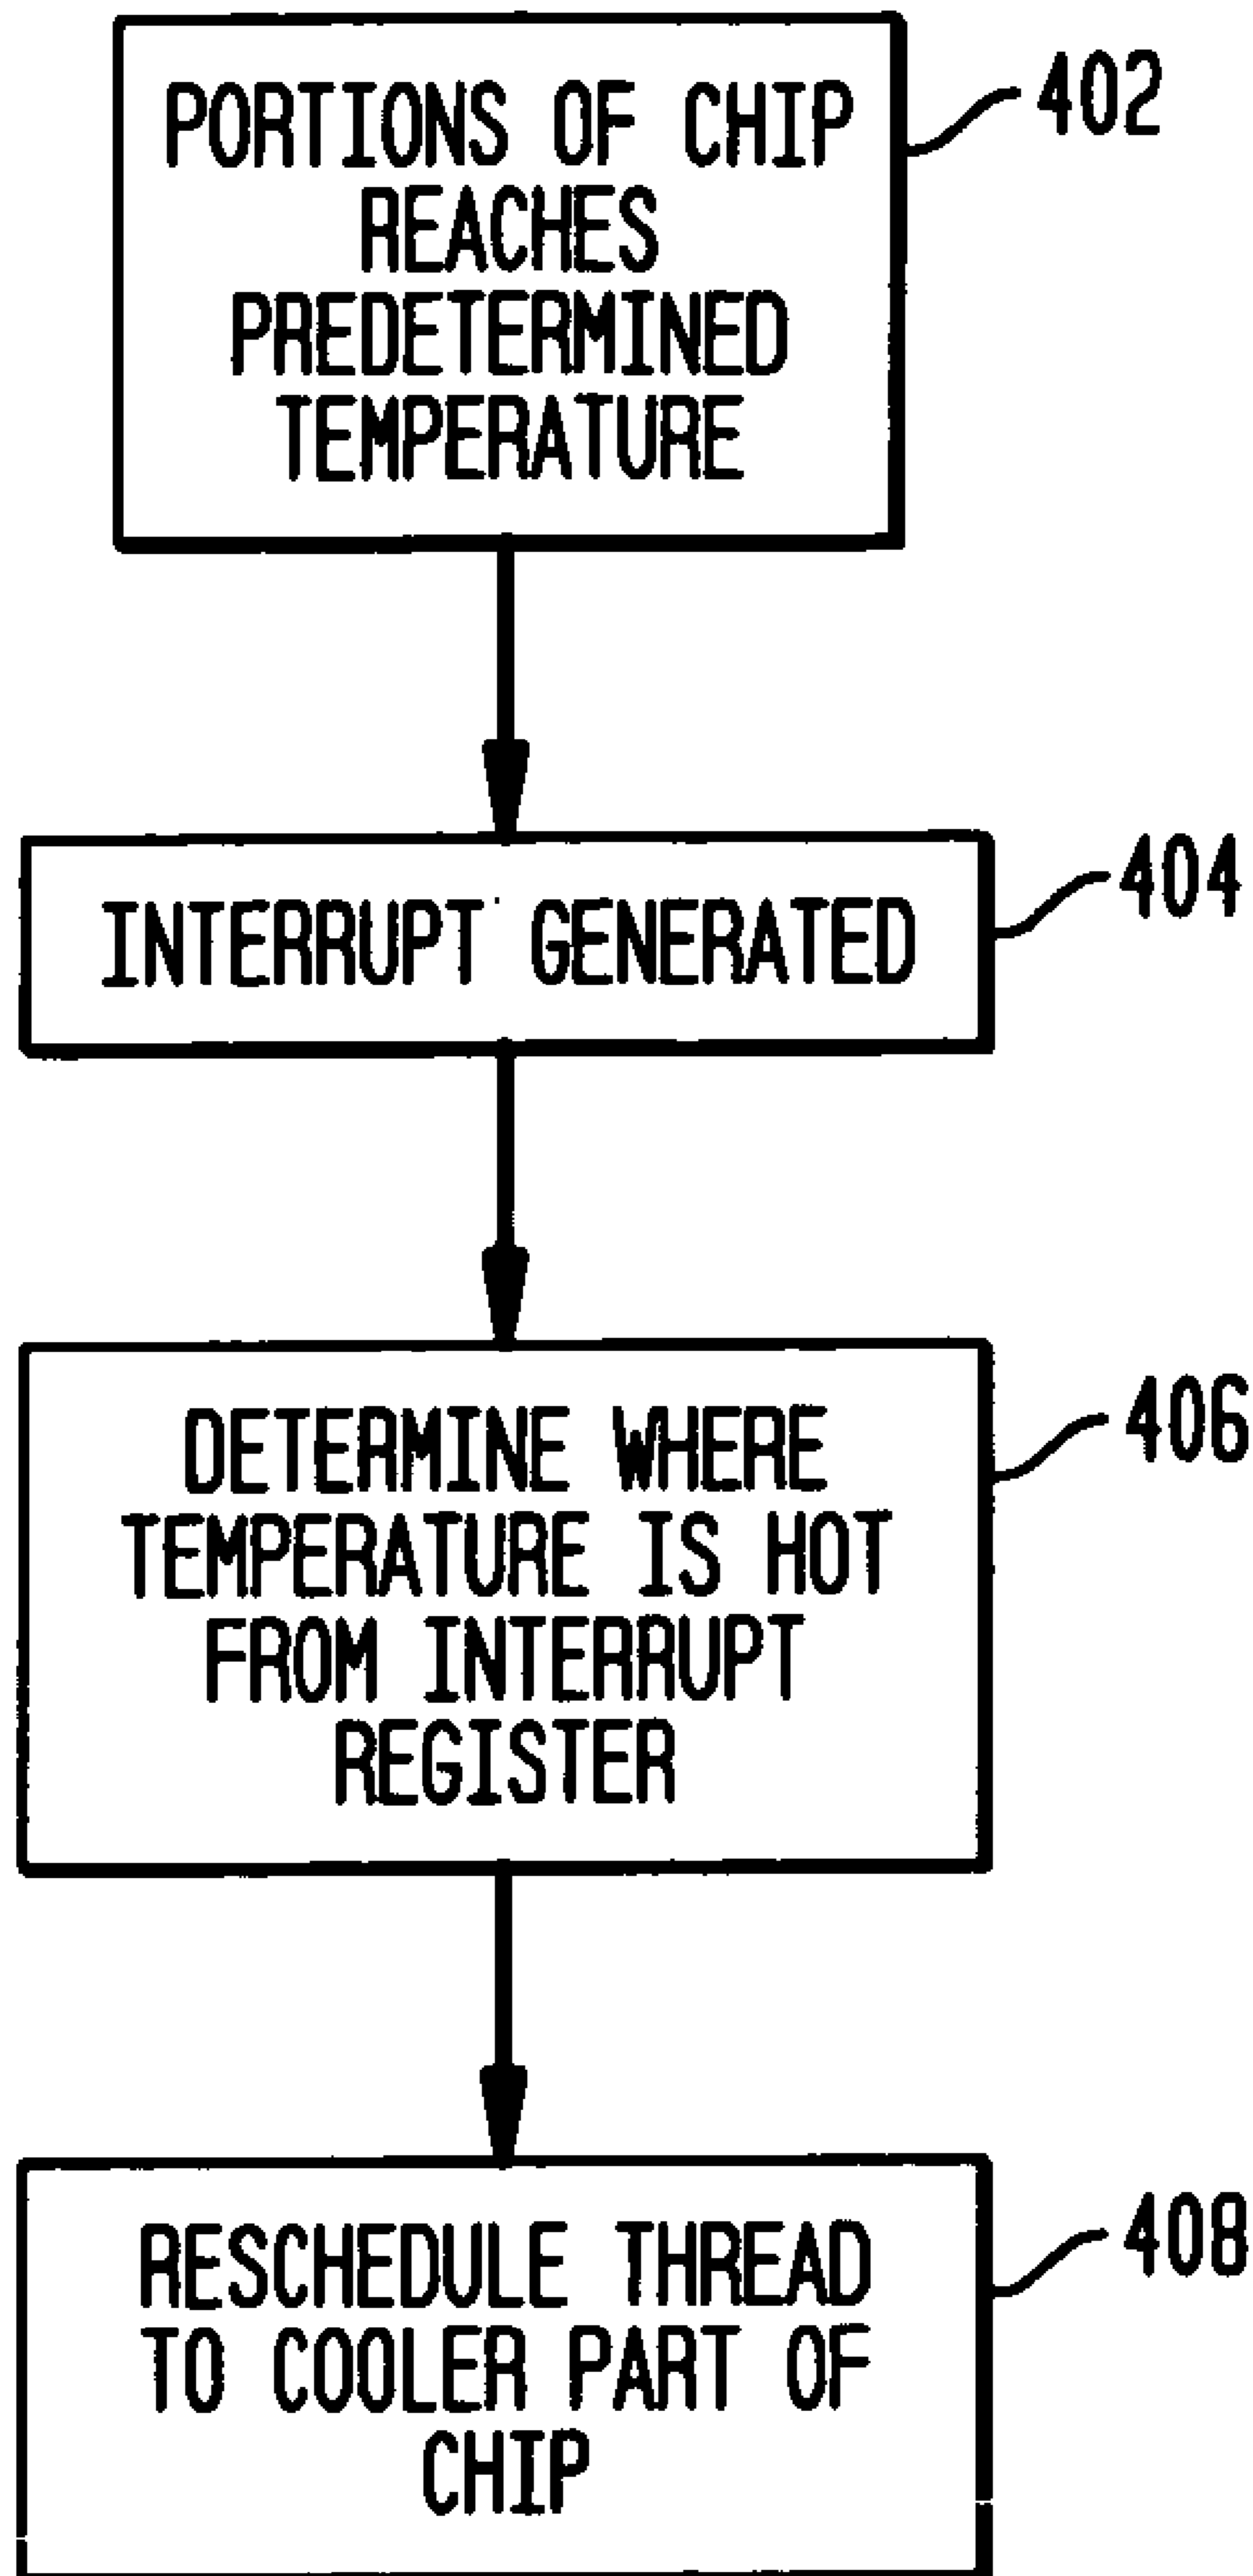 PORTIONS OF CHIP
REACHES
PREDETERMINED
TEMPERATURE
402
INTERRUPT GENERATED
404
DETERMINE WHERE
TEMPERATURE IS HOT
FROM INTERRUPT
REGISTER
406
RESCHEDULE THREAD
TO COOLER PART OF
CHIP
408